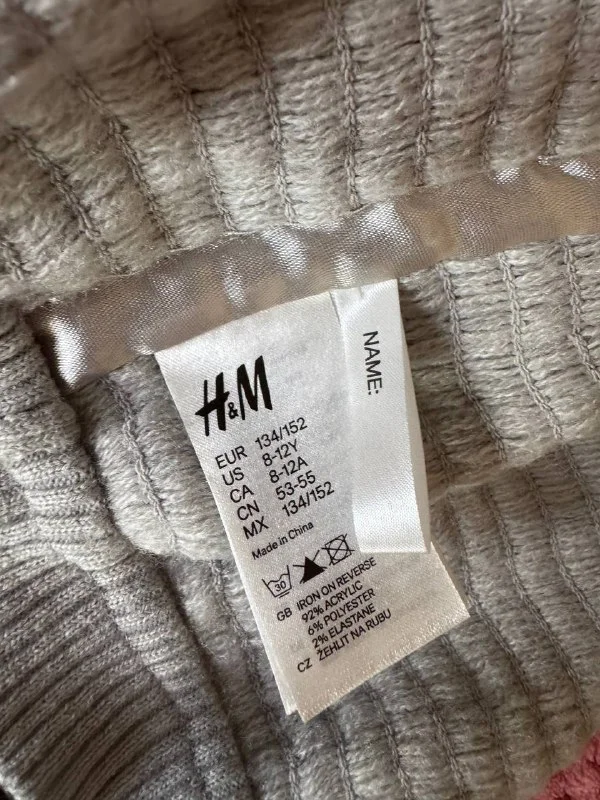 H&M
EUR 134/152
US 8-12Y
CA 8-12A
CN 53-55
MX 134/152
Made in China
30
GB IRON ON REVERSE
92% ACRYLIC
6% POLYESTER
2% ELASTANE
CZ ŽEHLIT NA RUBU
NAME: